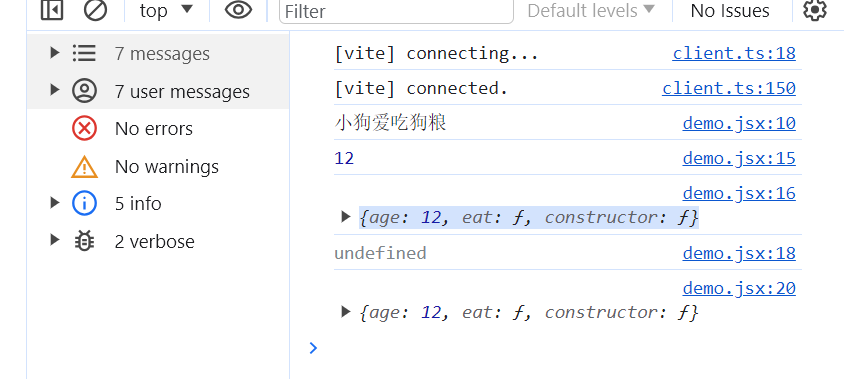 top ▼ Filter Default levels ▼ No Issues
7 messages
7 user messages
No errors
No warnings
5 info
2 verbose
[vite] connecting... client.ts:18
[vite] connected. client.ts:150
小狗爱吃狗粮 demo.jsx:10
12 demo.jsx:15
demo.jsx:16
{age: 12, eat: ƒ, constructor: ƒ}
undefined demo.jsx:18
demo.jsx:20
{age: 12, eat: ƒ, constructor: ƒ}